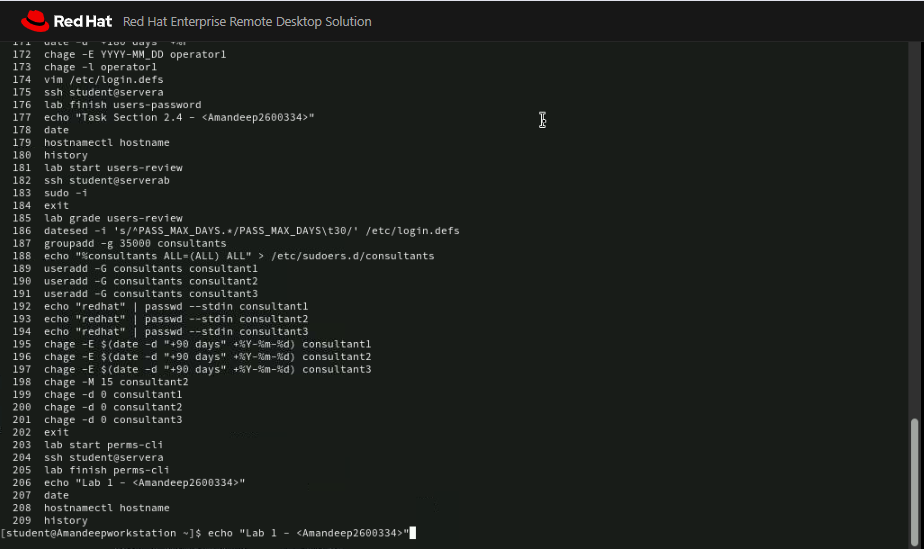 Red Hat Red Hat Enterprise Remote Desktop Solution
171 date -d "+180 days" +%F
172 chage -E YYYY-MM_DD operator1
173 chage -l operator1
174 vim /etc/login.defs
175 ssh student@servera
176 lab finish users-password
177 echo "Task Section 2.4 - <Amandeep2600334>"
178 date
179 hostnamectl hostname
180 history
181 lab start users-review
182 ssh student@serverab
183 sudo -i
184 exit
185 lab grade users-review
186 datesed -i 's/^PASS_MAX_DAYS.*/PASS_MAX_DAYS\t30/' /etc/login.defs
187 groupadd -g 35000 consultants
188 echo "%consultants ALL=(ALL) ALL" > /etc/sudoers.d/consultants
189 useradd -G consultants consultant1
190 useradd -G consultants consultant2
191 useradd -G consultants consultant3
192 echo "redhat" | passwd --stdin consultant1
193 echo "redhat" | passwd --stdin consultant2
194 echo "redhat" | passwd --stdin consultant3
195 chage -E $(date -d "+90 days" +%Y-%m-%d) consultant1
196 chage -E $(date -d "+90 days" +%Y-%m-%d) consultant2
197 chage -E $(date -d "+90 days" +%Y-%m-%d) consultant3
198 chage -M 15 consultant2
199 chage -d 0 consultant1
200 chage -d 0 consultant2
201 chage -d 0 consultant3
202 exit
203 lab start perms-cli
204 ssh student@servera
205 lab finish perms-cli
206 echo "Lab 1 - <Amandeep2600334>"
207 date
208 hostnamectl hostname
209 history
[student@Amandeepworkstation ~]$ echo "Lab 1 - <Amandeep2600334>"